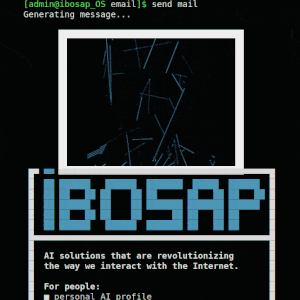 [admin@ibosap_OS email]$ send mail
Generating message...
iBOSAP
AI solutions that are revolutionizing
the way we interact with the Internet.
For people:
■ personal AI profile